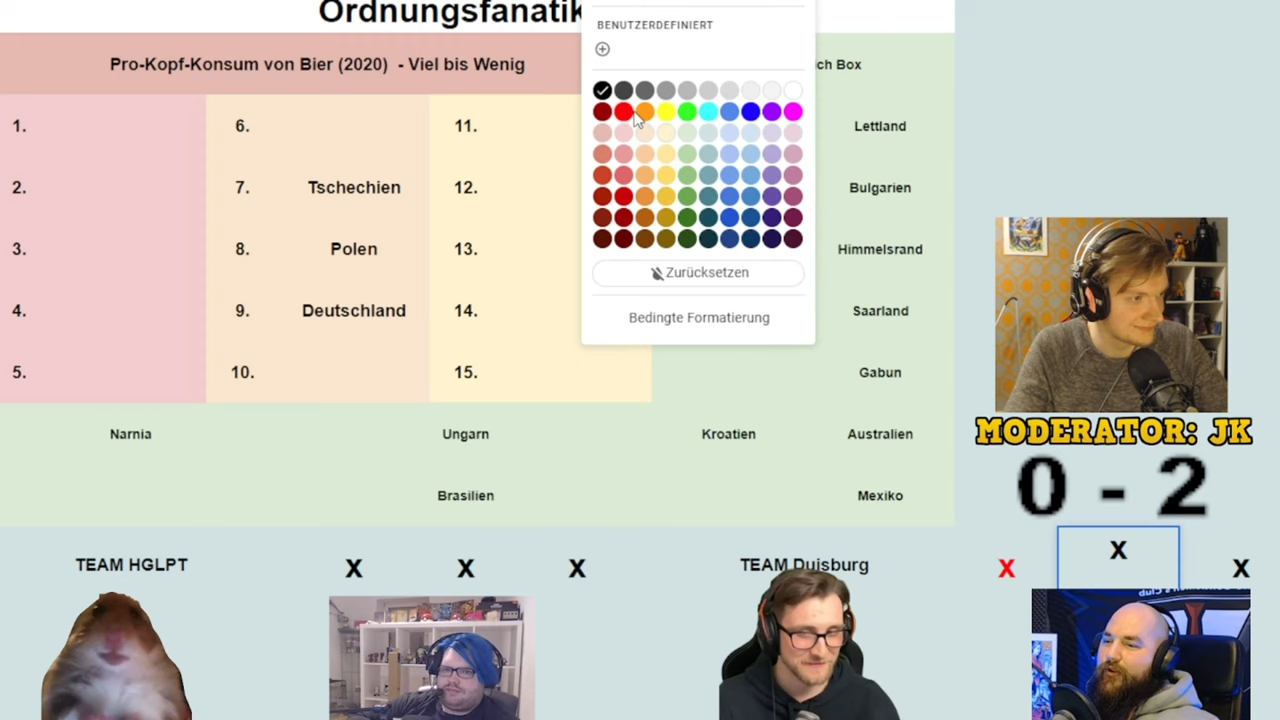 Ordnungsfanatik
BENUTZERDEFINIERT
Pro-Kopf-Konsum von Bier (2020) - Viel bis Wenig
ch Box
1.
6.
11.
Lettland
2.
7.
Tschechien
12.
Bulgarien
3.
8.
Polen
13.
Himmelsrand
Zurücksetzen
4.
9.
Deutschland
14.
Bedingte Formatierung
Saarland
5.
10.
15.
Gabun
Narnia
Ungarn
Kroatien
Australien
MODERATOR: JK
Brasilien
Mexiko
0 - 2
TEAM HGLPT
X
X
X
TEAM Duisburg
X
X
X